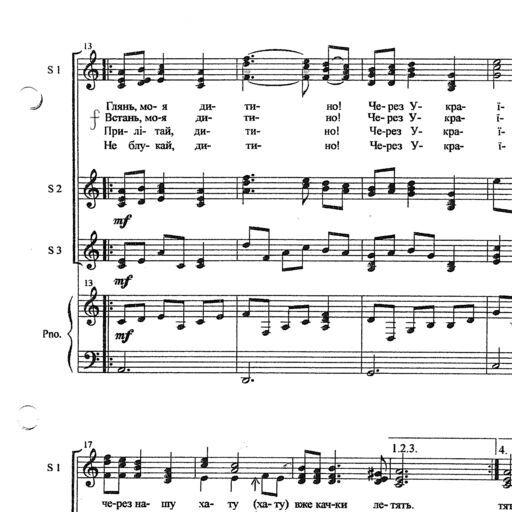 13
S 1
Глянь, мо- я ди- ти- но! Че- рез У- кра- ї-
f Встань, мо-я ди- ти- но! Че- рез У- кра- ї-
При- лі- тай, ди- ти- но! Че- рез У- кра- ї-
Не блу- кай, ди- ти- но! Че- рез У- кра- ї-
S 2
mf
S 3
mf
13
Pno.
mf
17
1.2.3.
4.
S 1
че-рез на- шу ха- ту (ха- ту) вже кач-ки ле- тять. тят